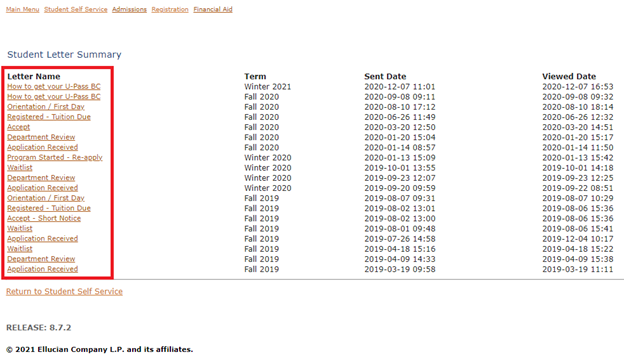 Main Menu Student Self Service Admissions Registration Financial Aid
Student Letter Summary
Letter Name Term Sent Date Viewed Date
How to get your U-Pass BC Winter 2021 2020-12-07 11:01 2020-12-07 16:53
How to get your U-Pass BC Fall 2020 2020-09-08 09:11 2020-09-08 09:32
Orientation / First Day Fall 2020 2020-08-10 17:12 2020-08-10 18:14
Registered - Tuition Due Fall 2020 2020-06-26 11:49 2020-06-26 12:32
Accept Fall 2020 2020-03-20 12:50 2020-03-20 14:51
Department Review Fall 2020 2020-01-20 15:04 2020-01-20 15:17
Application Received Fall 2020 2020-01-14 08:57 2020-01-14 11:50
Program Started - Re-apply Winter 2020 2020-01-13 15:09 2020-01-13 15:42
Waitlist Winter 2020 2019-10-01 13:55 2019-10-01 14:18
Department Review Winter 2020 2019-09-23 12:07 2019-09-23 12:25
Application Received Winter 2020 2019-09-20 09:59 2019-09-22 08:51
Orientation / First Day Fall 2019 2019-08-07 09:31 2019-08-07 10:29
Registered - Tuition Due Fall 2019 2019-08-02 13:01 2019-08-06 15:36
Accept - Short Notice Fall 2019 2019-08-02 13:00 2019-08-06 15:36
Waitlist Fall 2019 2019-08-01 09:48 2019-08-06 15:41
Application Received Fall 2019 2019-07-26 14:58 2019-12-04 10:17
Waitlist Fall 2019 2019-04-18 15:16 2019-04-18 15:22
Department Review Fall 2019 2019-04-09 14:33 2019-04-09 15:38
Application Received Fall 2019 2019-03-19 09:58 2019-03-19 11:11
Return to Student Self Service
RELEASE: 8.7.2
© 2021 Ellucian Company L.P. and its affiliates.